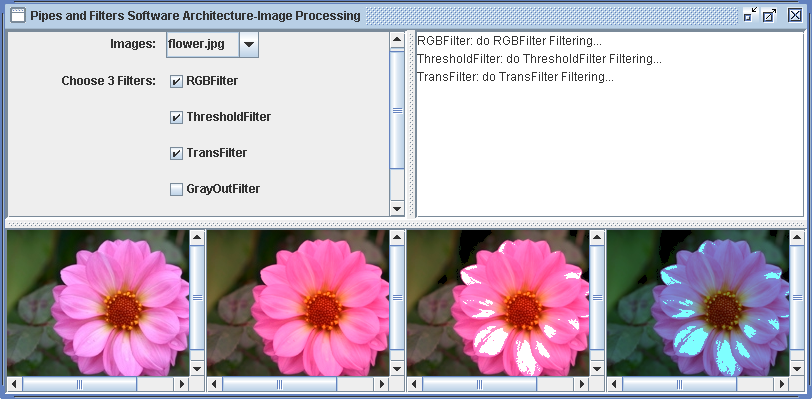 Pipes and Filters Software Architecture-Image Processing
Images: flower.jpg
Choose 3 Filters: RGBFilter
ThresholdFilter
TransFilter
GrayOutFilter
RGBFilter: do RGBFilter Filtering...
ThresholdFilter: do ThresholdFilter Filtering...
TransFilter: do TransFilter Filtering...